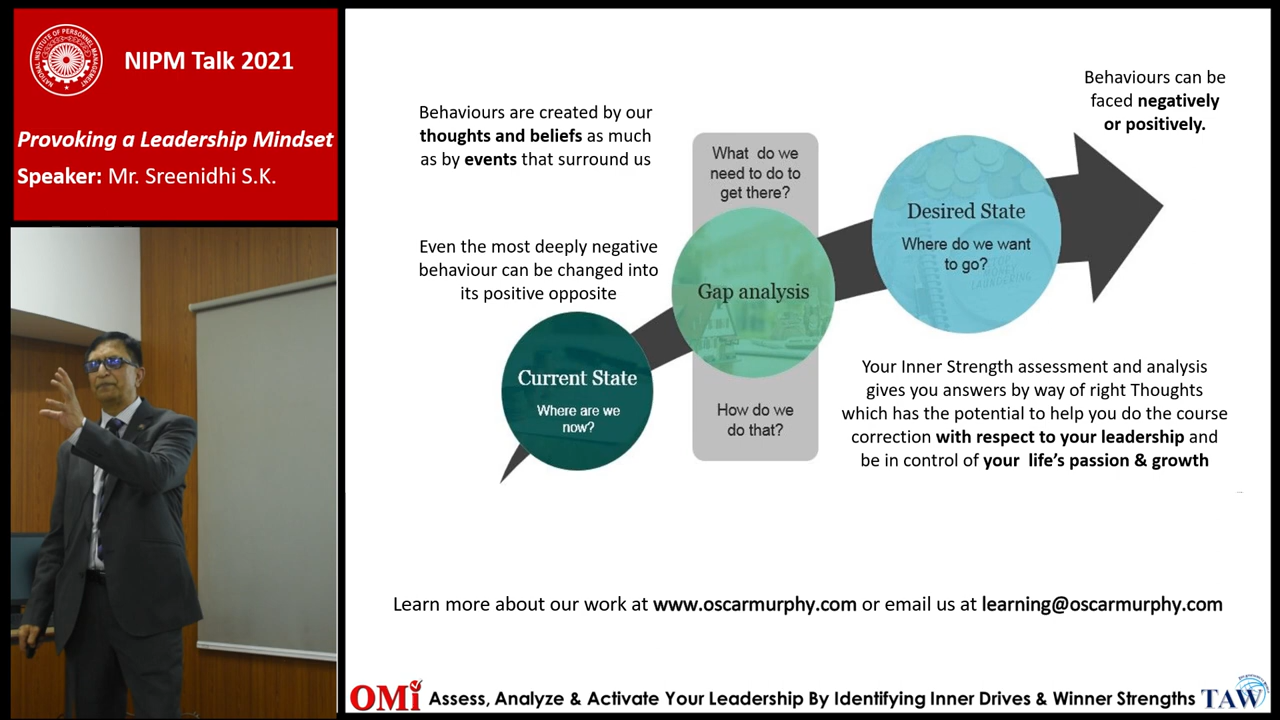 NATIONAL INSTITUTE OF PERSONNEL MANAGEMENT
NIPM Talk 2021
Provoking a Leadership Mindset
Speaker: Mr. Sreenidhi S.K.
Behaviours are created by our
thoughts and beliefs as much
as by events that surround us
Even the most deeply negative
behaviour can be changed into
its positive opposite
Current State
Where are we
now?
What do we
need to do to
get there?
Gap analysis
How do we
do that?
Desired State
Where do we want
to go?
Behaviours can be
faced negatively
or positively.
Your Inner Strength assessment and analysis
gives you answers by way of right Thoughts
which has the potential to help you do the course
correction with respect to your leadership and
be in control of your life’s passion & growth
Learn more about our work at www.oscarmurphy.com or email us at learning@oscarmurphy.com
OMi Assess, Analyze & Activate Your Leadership By Identifying Inner Drives & Winner Strengths TAW